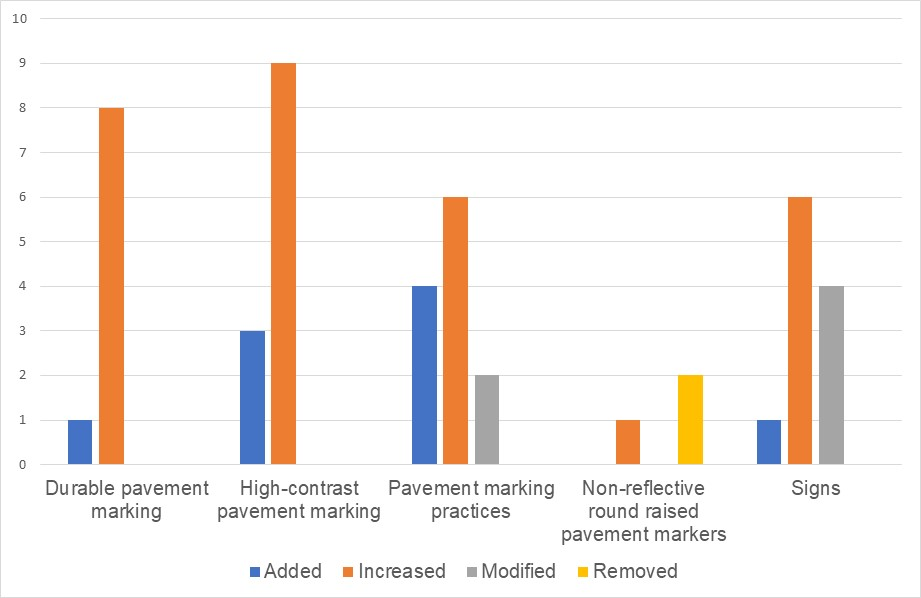 10
9
8
7
6
5
4
3
2
1
0
Durable pavement
marking
High-contrast
pavement marking
Pavement marking
practices
Non-reflective
round raised
pavement markers
Signs
Added Increased Modified Removed